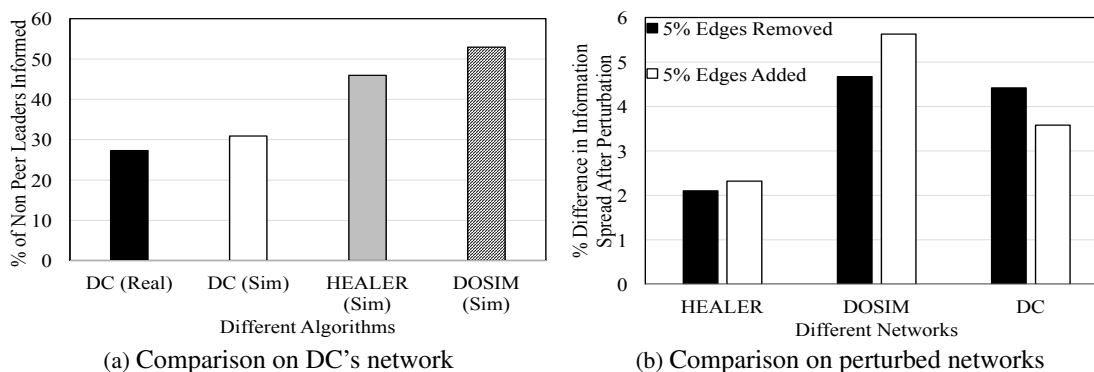 % of Non Peer Leaders Informed
60
50
40
30
20
10
0
DC (Real)
DC (Sim)
HEALER
(Sim)
DOSIM
(Sim)
Different Algorithms
(a) Comparison on DC's network
% Difference in Information
Spread After Perturbation
6
5
4
3
2
1
0
5% Edges Removed
5% Edges Added
HEALER
DOSIM
DC
Different Networks
(b) Comparison on perturbed networks